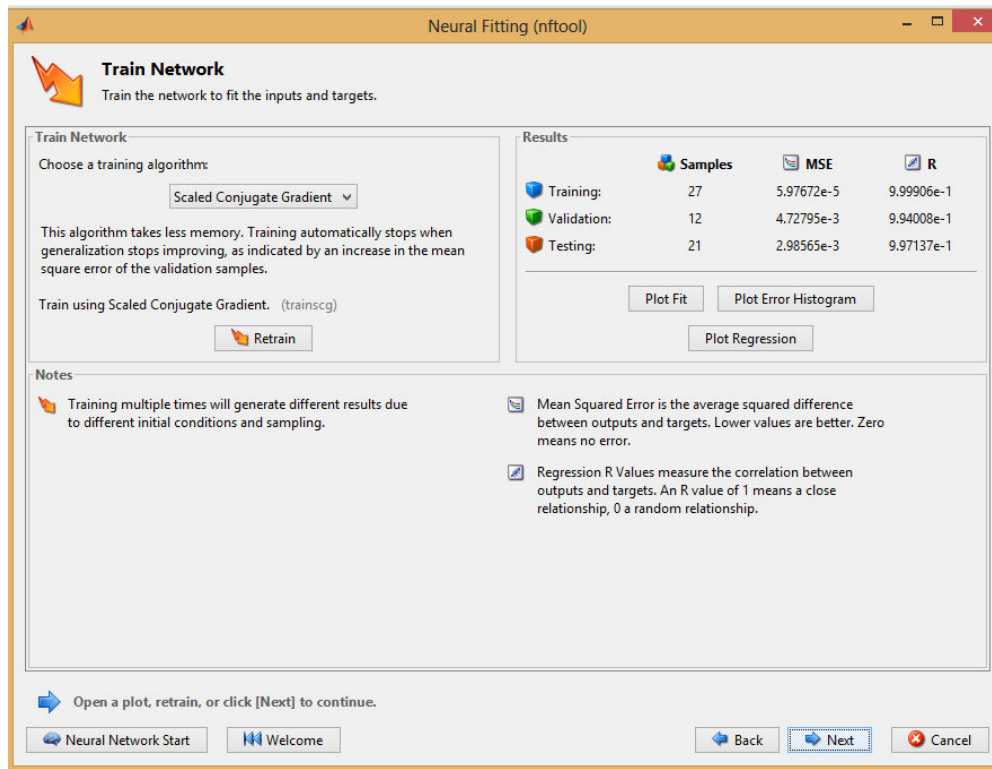 Neural Fitting (nftool)
Train Network
Train the network to fit the inputs and targets.
Train Network
Choose a training algorithm:
Scaled Conjugate Gradient
This algorithm takes less memory. Training automatically stops when
generalization stops improving, as indicated by an increase in the mean
square error of the validation samples.
Train using Scaled Conjugate Gradient. (trainscg)
Retrain
Results
Samples MSE R
Training: 27 5.97672e-5 9.99906e-1
Validation: 12 4.72795e-3 9.94008e-1
Testing: 21 2.98565e-3 9.97137e-1
Plot Fit Plot Error Histogram
Plot Regression
Notes
Training multiple times will generate different results due
to different initial conditions and sampling.
Mean Squared Error is the average squared difference
between outputs and targets. Lower values are better. Zero
means no error.
Regression R Values measure the correlation between
outputs and targets. An R value of 1 means a close
relationship, 0 a random relationship.
Open a plot, retrain, or click [Next] to continue.
Neural Network Start Welcome Back Next Cancel